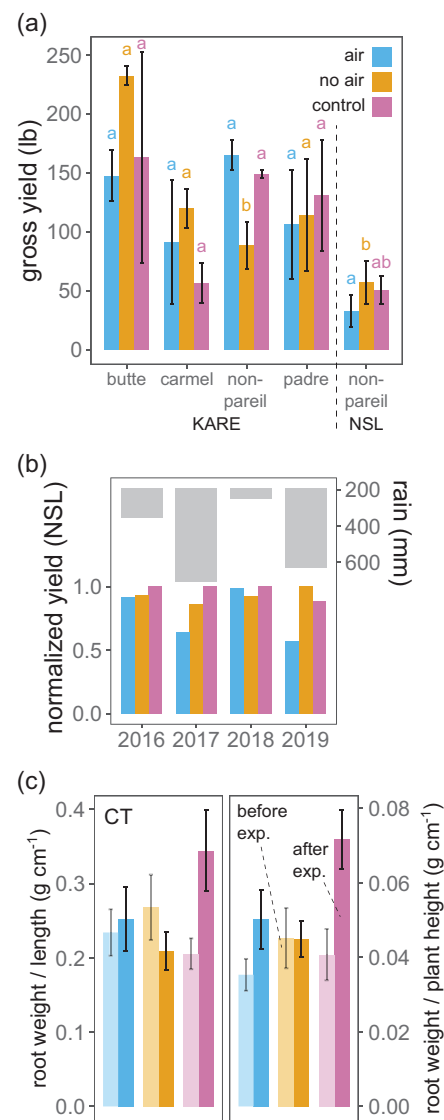 (a)
gross yield (lb)
250
200
150
100
50
0
air
no air
control
a
a
a
a
a
a
a
b
a
a
a
a
a
b
ab
butte
carmel
non-
pareil
padre
non-
pareil
KARE
NSL
(b)
normalized yield (NSL)
1.0
0.5
0.0
rain (mm)
200
400
600
2016
2017
2018
2019
(c)
root weight / length (g cm⁻¹)
0.4
0.3
0.2
0.1
0.0
CT
before
exp.
after
exp.
0.08
0.06
0.04
0.02
0.00
root weight / plant height (g cm⁻¹)